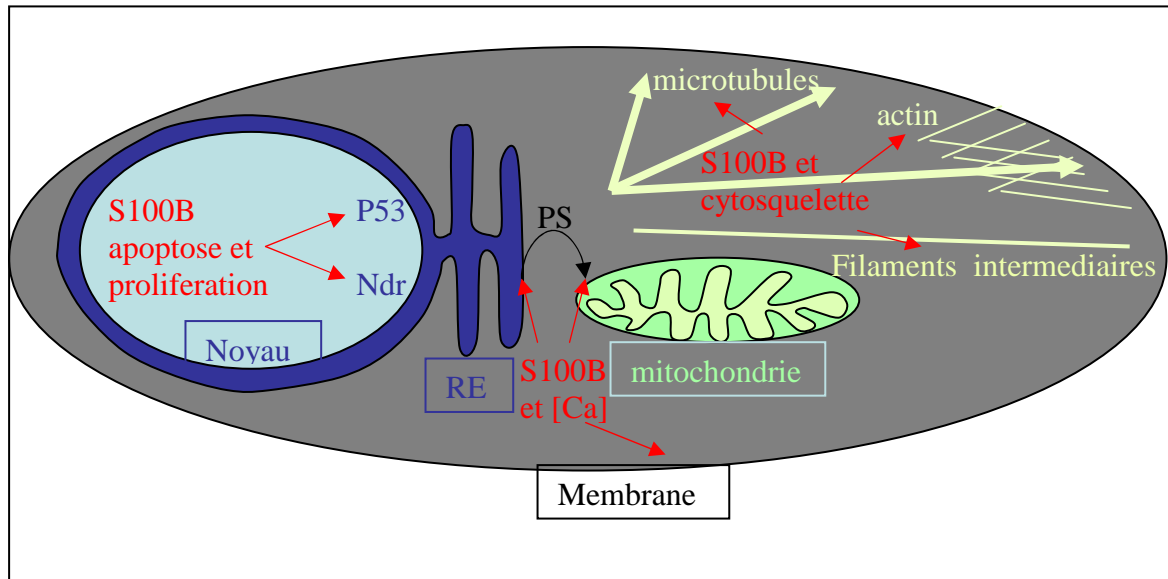 microtubules
actin
S100B et
cytosquelette
S100B
apoptose et
proliferation
P53
Ndr
PS
Filaments intermediaires
Noyau
RE
S100B
et [Ca]
mitochondrie
Membrane